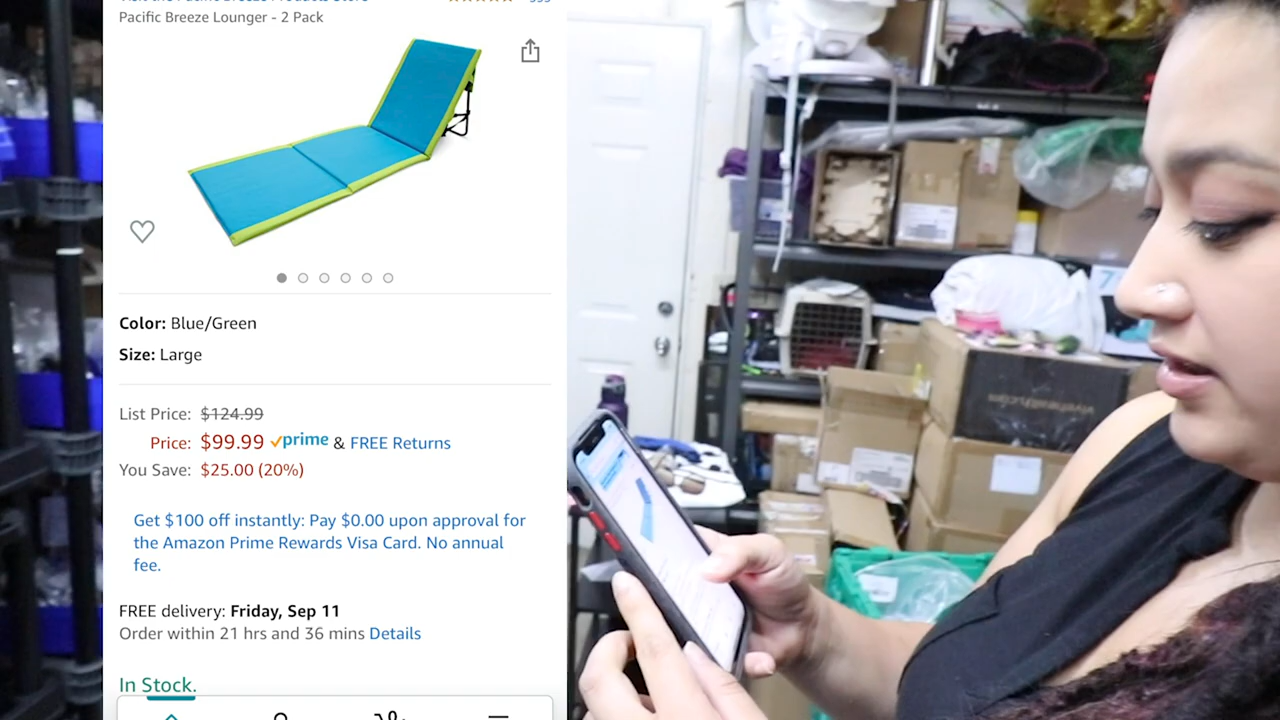 Pacific Breeze Lounger - 2 Pack
Color: Blue/Green
Size: Large
List Price: $124.99
Price: $99.99 prime & FREE Returns
You Save: $25.00 (20%)
Get $100 off instantly: Pay $0.00 upon approval for
the Amazon Prime Rewards Visa Card. No annual
fee.
FREE delivery: Friday, Sep 11
Order within 21 hrs and 36 mins Details
In Stock.
vivehealth.com
7